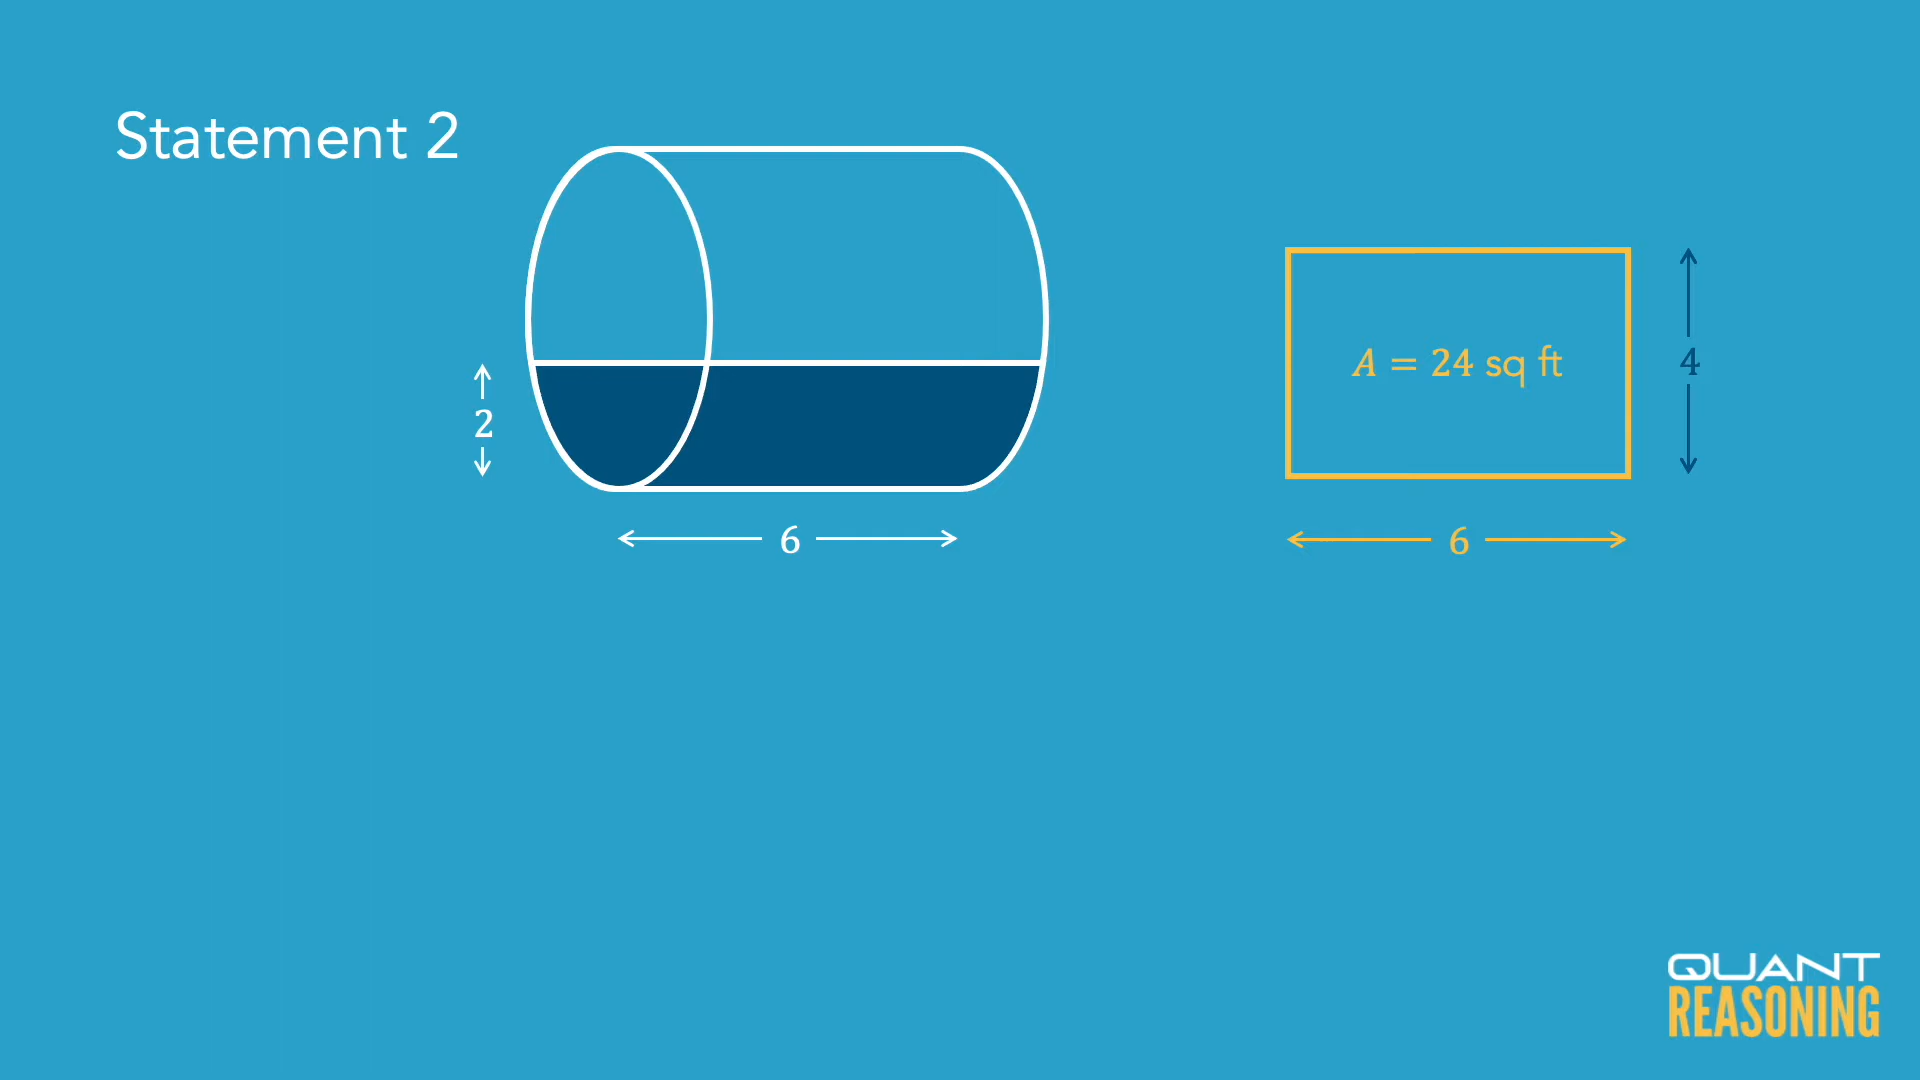 Statement 2
2
6
A = 24 sq ft
4
6
QUANT
REASONING